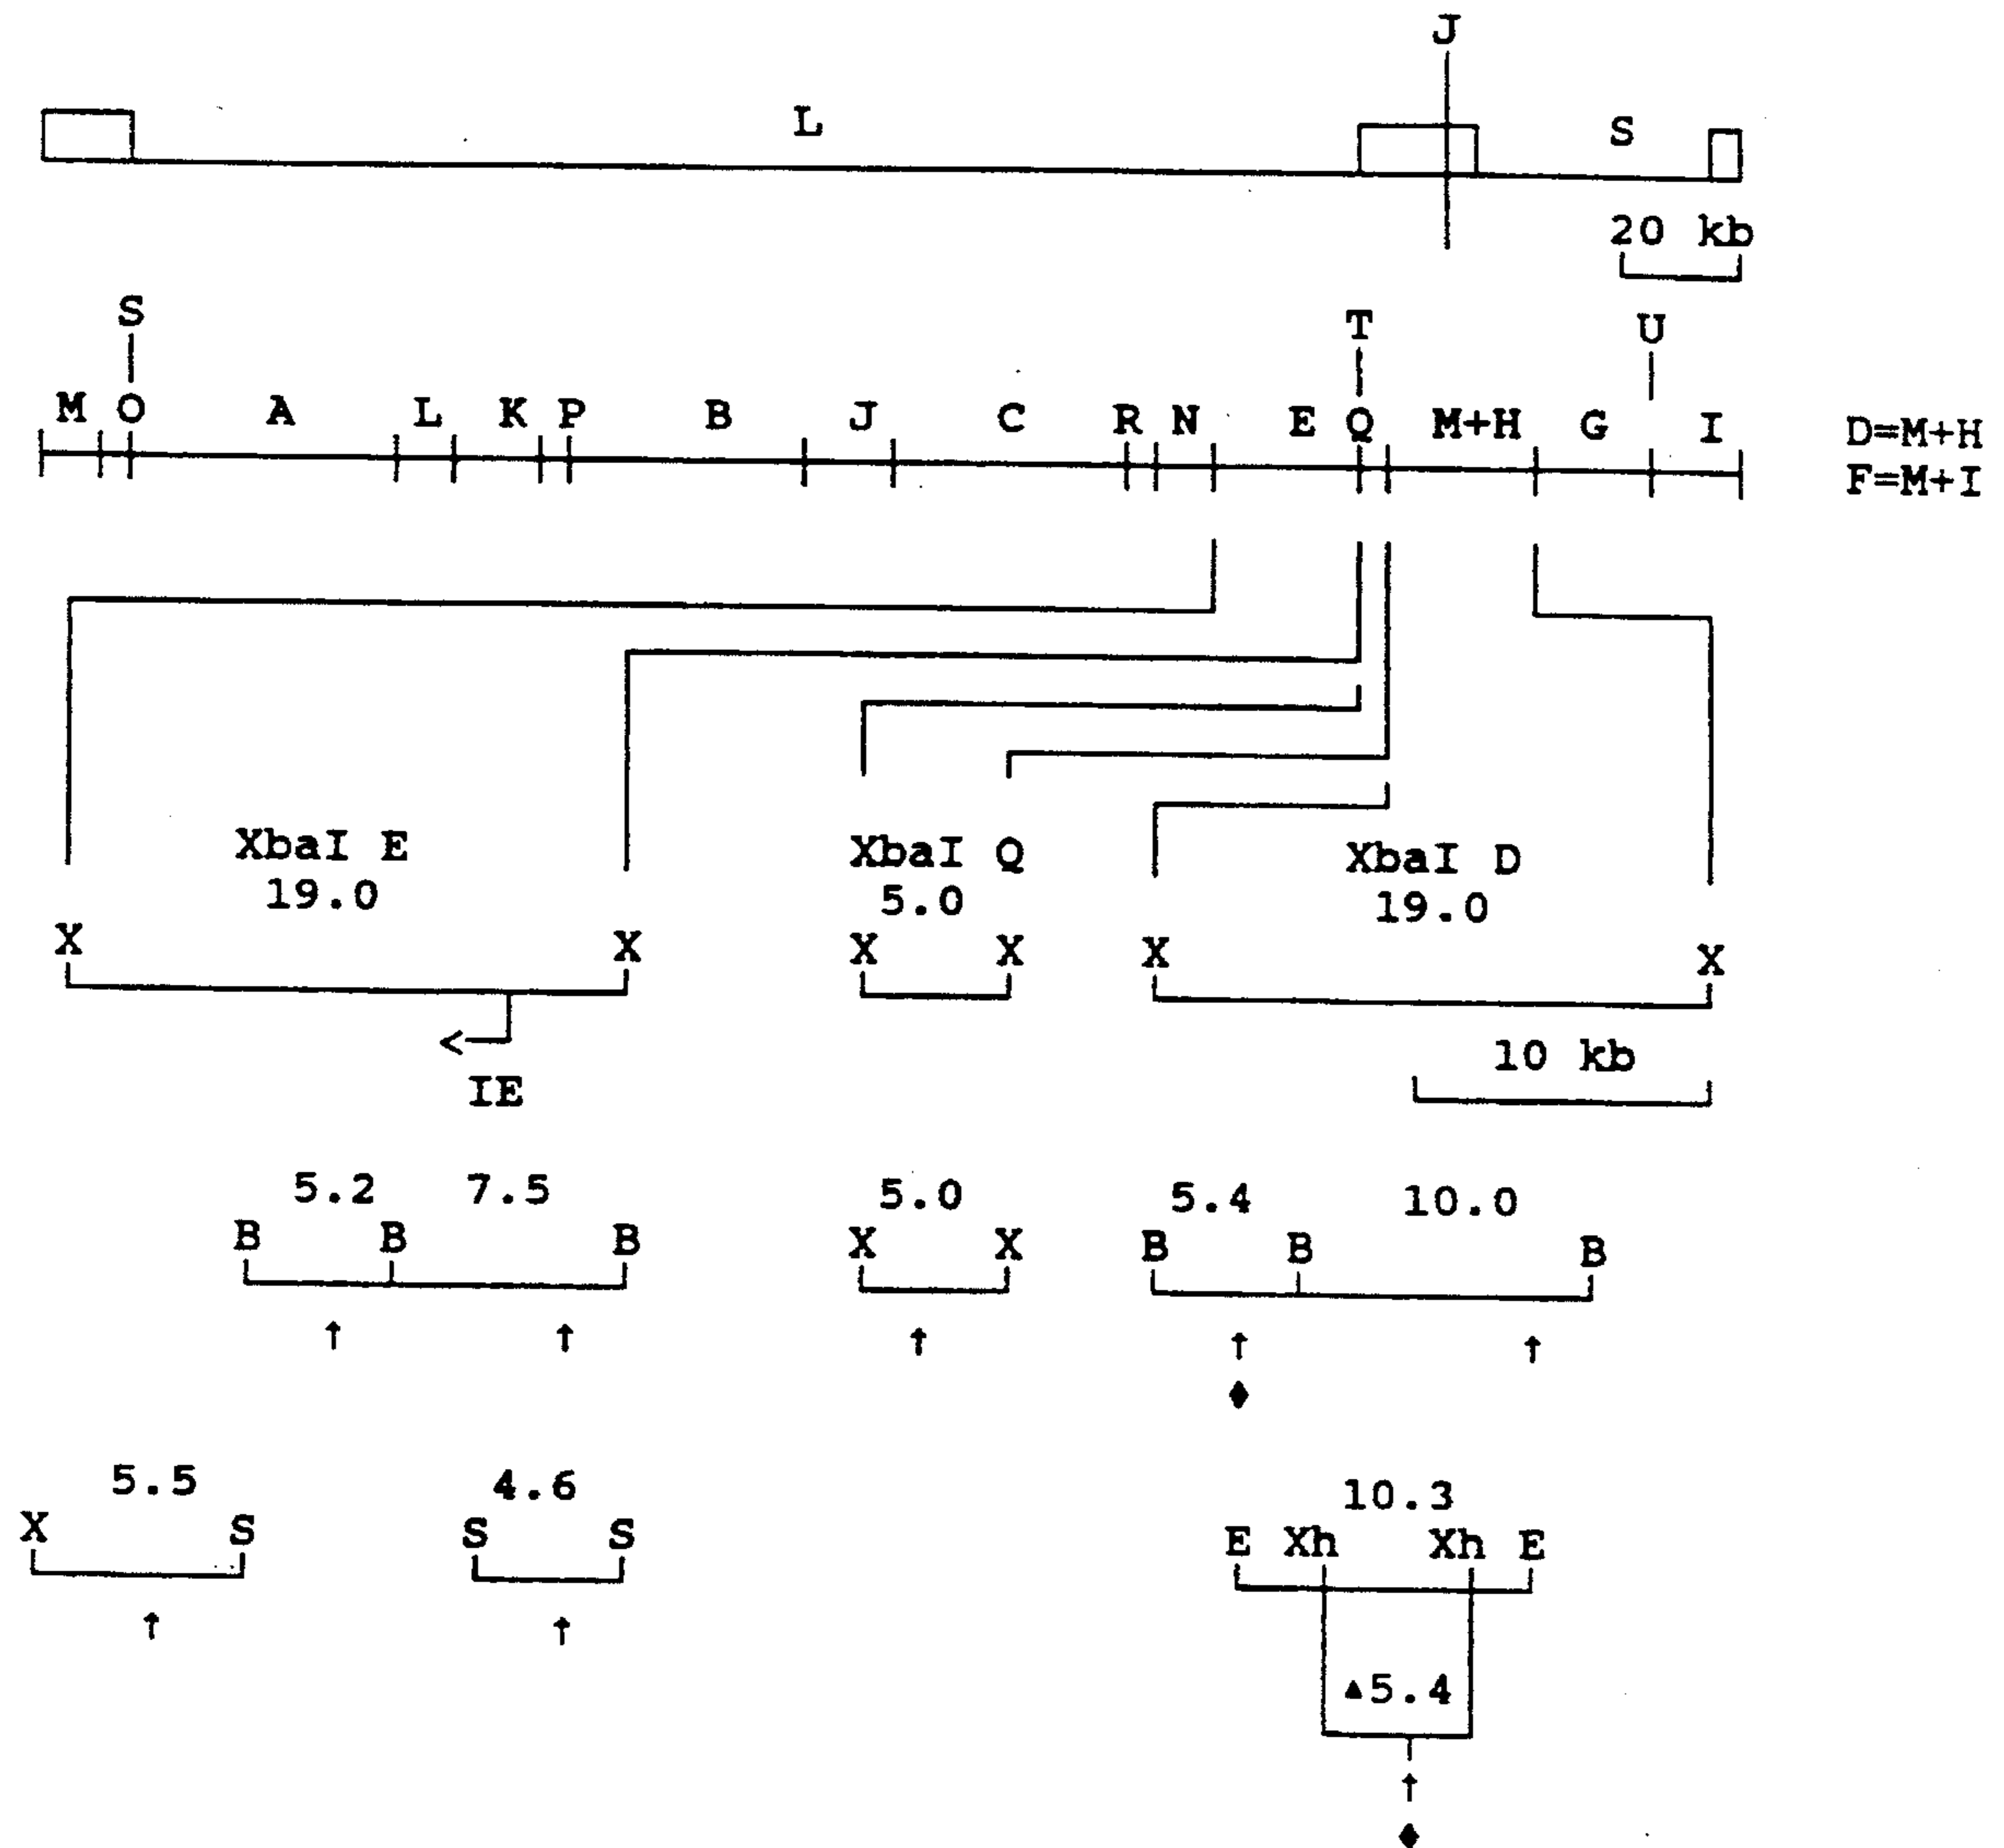 J
L
S
20 kb
S
T
U
M O A L K P B J C R N E Q M+H G I
D=M+H
F=M+I
XbaI E
19.0
XbaI Q
5.0
XbaI D
19.0
X X X X X X
<
IE
10 kb
5.2 7.5 5.0 5.4 10.0
B B B X X B B B
↑ ↑ ↑ ↑ ↑
♦
5.5 4.6 10.3
X S S S E Xh Xh E
↑ ↑
▲5.4
↑
♦